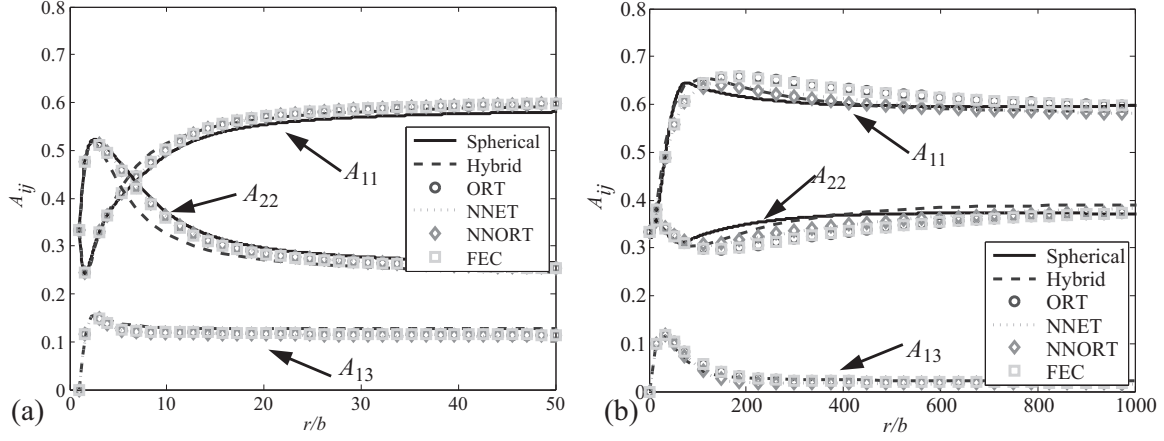 0.8
0.7
0.6
0.5
0.4
0.3
0.2
0.1
0
A_ij
A_11
A_22
A_13
Spherical
Hybrid
ORT
NNET
NNORT
FEC
0 10 20 30 40 50
r/b
(a)
0.8
0.7
0.6
0.5
0.4
0.3
0.2
0.1
0
A_ij
A_11
A_22
A_13
Spherical
Hybrid
ORT
NNET
NNORT
FEC
0 200 400 600 800 1000
r/b
(b)